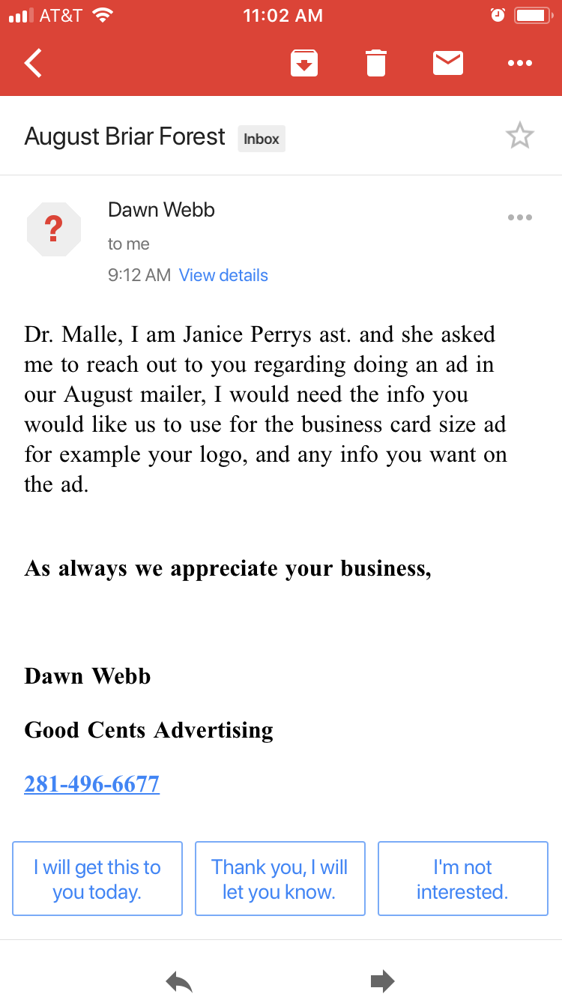 AT&T 11:02 AM
August Briar Forest Inbox
?
Dawn Webb
to me
9:12 AM View details
Dr. Malle, I am Janice Perrys ast. and she asked
me to reach out to you regarding doing an ad in
our August mailer, I would need the info you
would like us to use for the business card size ad
for example your logo, and any info you want on
the ad.
As always we appreciate your business,
Dawn Webb
Good Cents Advertising
281-496-6677
I will get this to
you today.
Thank you, I will
let you know.
I'm not
interested.